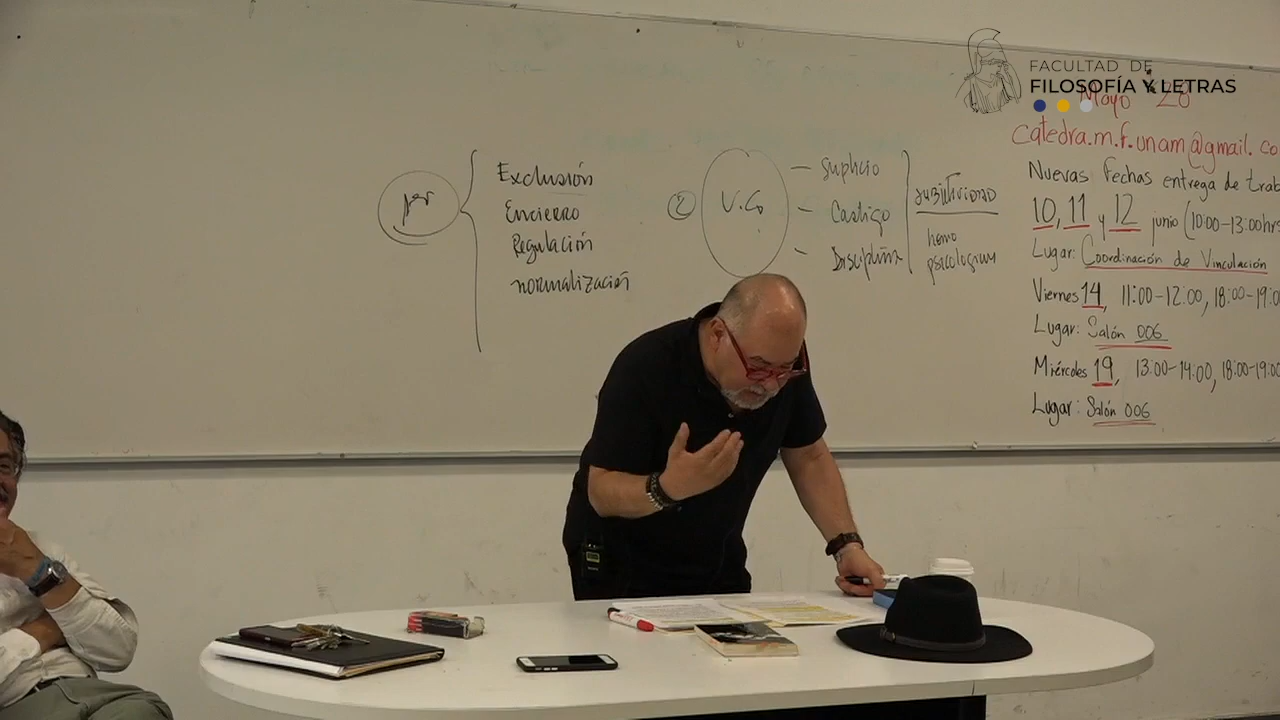 FACULTAD DE
FILOSOFÍA Y LETRAS
Mayo 28
catedra.m.f.unam@gmail.co
Nuevas fechas entrega de trab
10, 11 y 12 junio (10:00-13:00hrs
Lugar: Coordinación de Vinculación
Viernes 14, 11:00-12:00, 18:00-19:0
Lugar: Salón 006
Miércoles 19, 13:00-14:00, 18:00-19:00
Lugar: Salón 006
Exclusión
Encierro
Regulación
normalización
2
- Suplicio
- Castigo
- Disciplina
subjetividad
homo
psicologicum